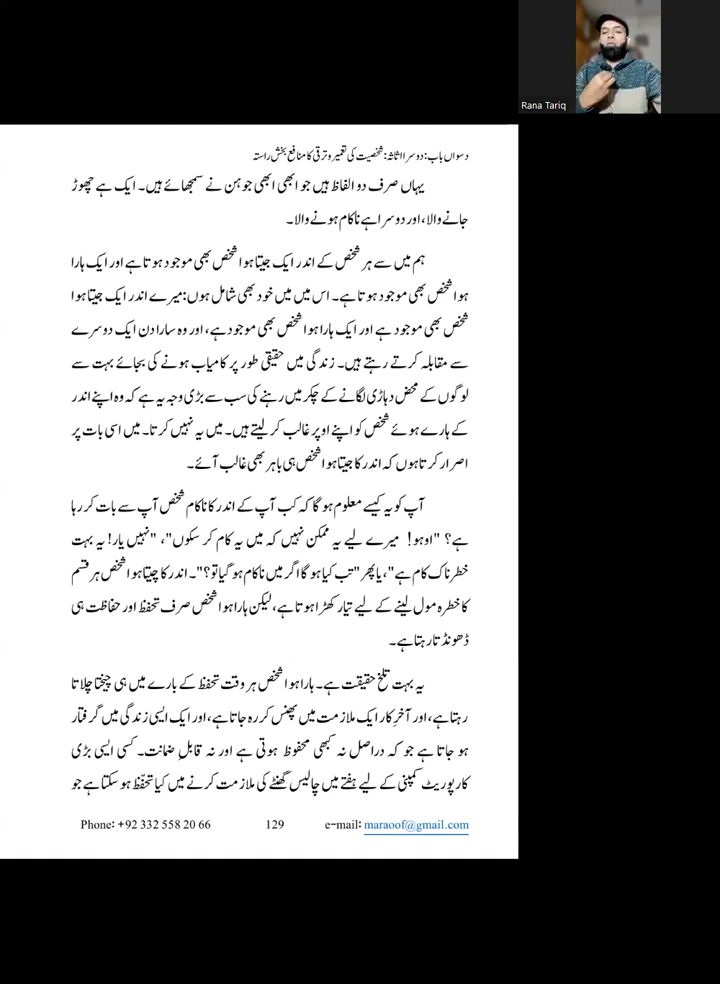 Rana Tariq
دسواں باب: دوسرا اثاثہ: شخصیت کی تعمیر و ترقی کا منافع بخش راستہ
یہاں صرف دو الفاظ ہیں جو ابھی ابھی جو ہن نے سمجھائے ہیں۔ ایک ہے چھوڑ
جانے والا، اور دوسرا ہے ناکام ہونے والا۔
ہم میں سے ہر شخص کے اندر ایک جیتا ہوا شخص بھی موجود ہوتا ہے اور ایک ہارا
ہوا شخص بھی موجود ہوتا ہے۔ اس میں میں خود بھی شامل ہوں: میرے اندر ایک جیتا ہوا
شخص بھی موجود ہے اور ایک ہارا ہوا شخص بھی موجود ہے، اور وہ سارا دن ایک دوسرے
سے مقابلہ کرتے رہتے ہیں۔ زندگی میں حقیقی طور پر کامیاب ہونے کی بجائے بہت سے
لوگوں کے محض دہاڑی لگانے کے چکر میں رہنے کی سب سے بڑی وجہ یہ ہے کہ وہ اپنے اندر
کے ہارے ہوئے شخص کو اپنے اوپر غالب کر لیتے ہیں۔ میں یہ نہیں کرتا۔ میں اسی بات پر
اصرار کرتا ہوں کہ اندر کا جیتا ہوا شخص ہی باہر بھی غالب آئے۔
آپ کو یہ کیسے معلوم ہو گا کہ کب آپ کے اندر کا ناکام شخص آپ سے بات کر رہا
ہے؟ "اوہو! میرے لیے یہ ممکن نہیں کہ میں یہ کام کر سکوں"، "نہیں یار! یہ بہت
خطرناک کام ہے"، یا پھر "تب کیا ہو گا اگر میں ناکام ہو گیا تو؟"۔ اندر کا جیتا ہوا شخص ہر قسم
کا خطرہ مول لینے کے لیے تیار کھڑا ہوتا ہے، لیکن ہارا ہوا شخص صرف تحفظ اور حفاظت ہی
ڈھونڈتا رہتا ہے۔
یہ بہت تلخ حقیقت ہے۔ ہارا ہوا شخص ہر وقت تحفظ کے بارے میں ہی چیختا چلاتا
رہتا ہے، اور آخرِ کار ایک ملازمت میں پھنس کر رہ جاتا ہے، اور ایک ایسی زندگی میں گرفتار
ہو جاتا ہے جو کہ دراصل نہ کبھی محفوظ ہوتی ہے اور نہ قابلِ ضمانت۔ کسی ایسی بڑی
کارپوریٹ کمپنی کے لیے ہفتے میں چالیس گھنٹے کی ملازمت کرنے میں کیا تحفّظ ہو سکتا ہے جو
Phone: +92 332 558 20 66 129 e-mail: maraoof@gmail.com